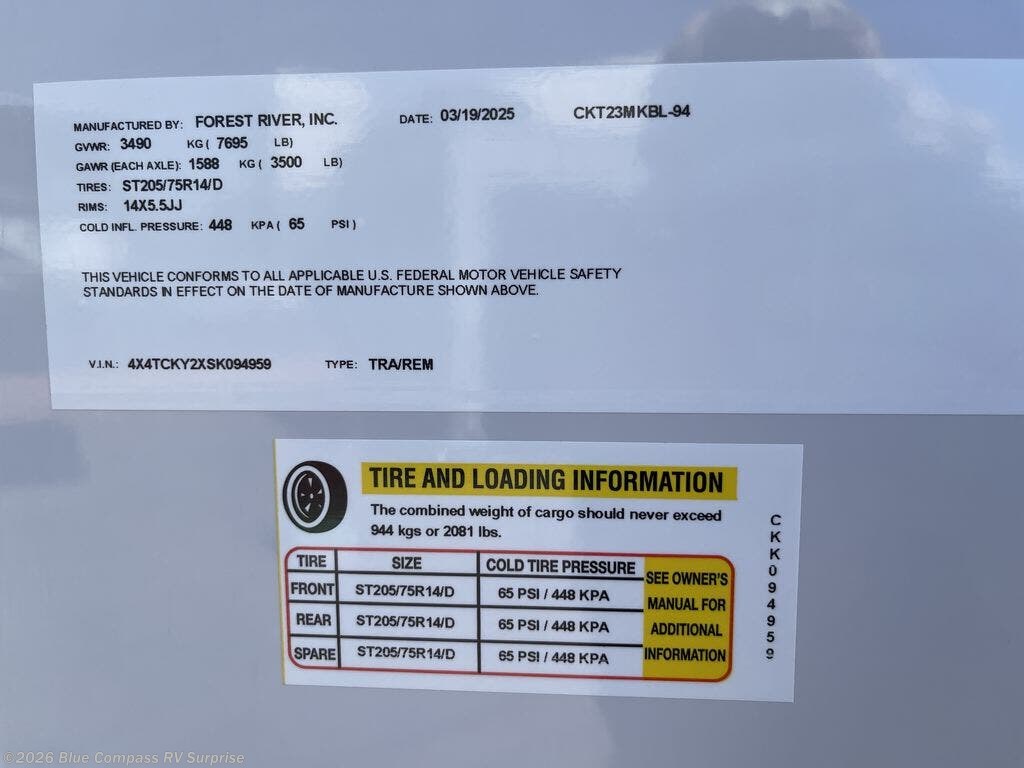 MANUFACTURED BY: FOREST RIVER, INC. DATE: 03/19/2025 CKT23MKBL-94
GVWR: 3490 KG ( 7695 LB)
GAWR (EACH AXLE): 1588 KG ( 3500 LB)
TIRES: ST205/75R14/D
RIMS: 14X5.5JJ
COLD INFL. PRESSURE: 448 KPA ( 65 PSI )
THIS VEHICLE CONFORMS TO ALL APPLICABLE U.S. FEDERAL MOTOR VEHICLE SAFETY
STANDARDS IN EFFECT ON THE DATE OF MANUFACTURE SHOWN ABOVE.
V.I.N.: 4X4TCKY2XSK094959 TYPE: TRA/REM
TIRE AND LOADING INFORMATION
The combined weight of cargo should never exceed
944 kgs or 2081 lbs.
TIRE SIZE COLD TIRE PRESSURE
FRONT ST205/75R14/D 65 PSI / 448 KPA
REAR ST205/75R14/D 65 PSI / 448 KPA
SPARE ST205/75R14/D 65 PSI / 448 KPA
SEE OWNER'S
MANUAL FOR
ADDITIONAL
INFORMATION
CKK094959
©2026 Blue Compass RV Surprise